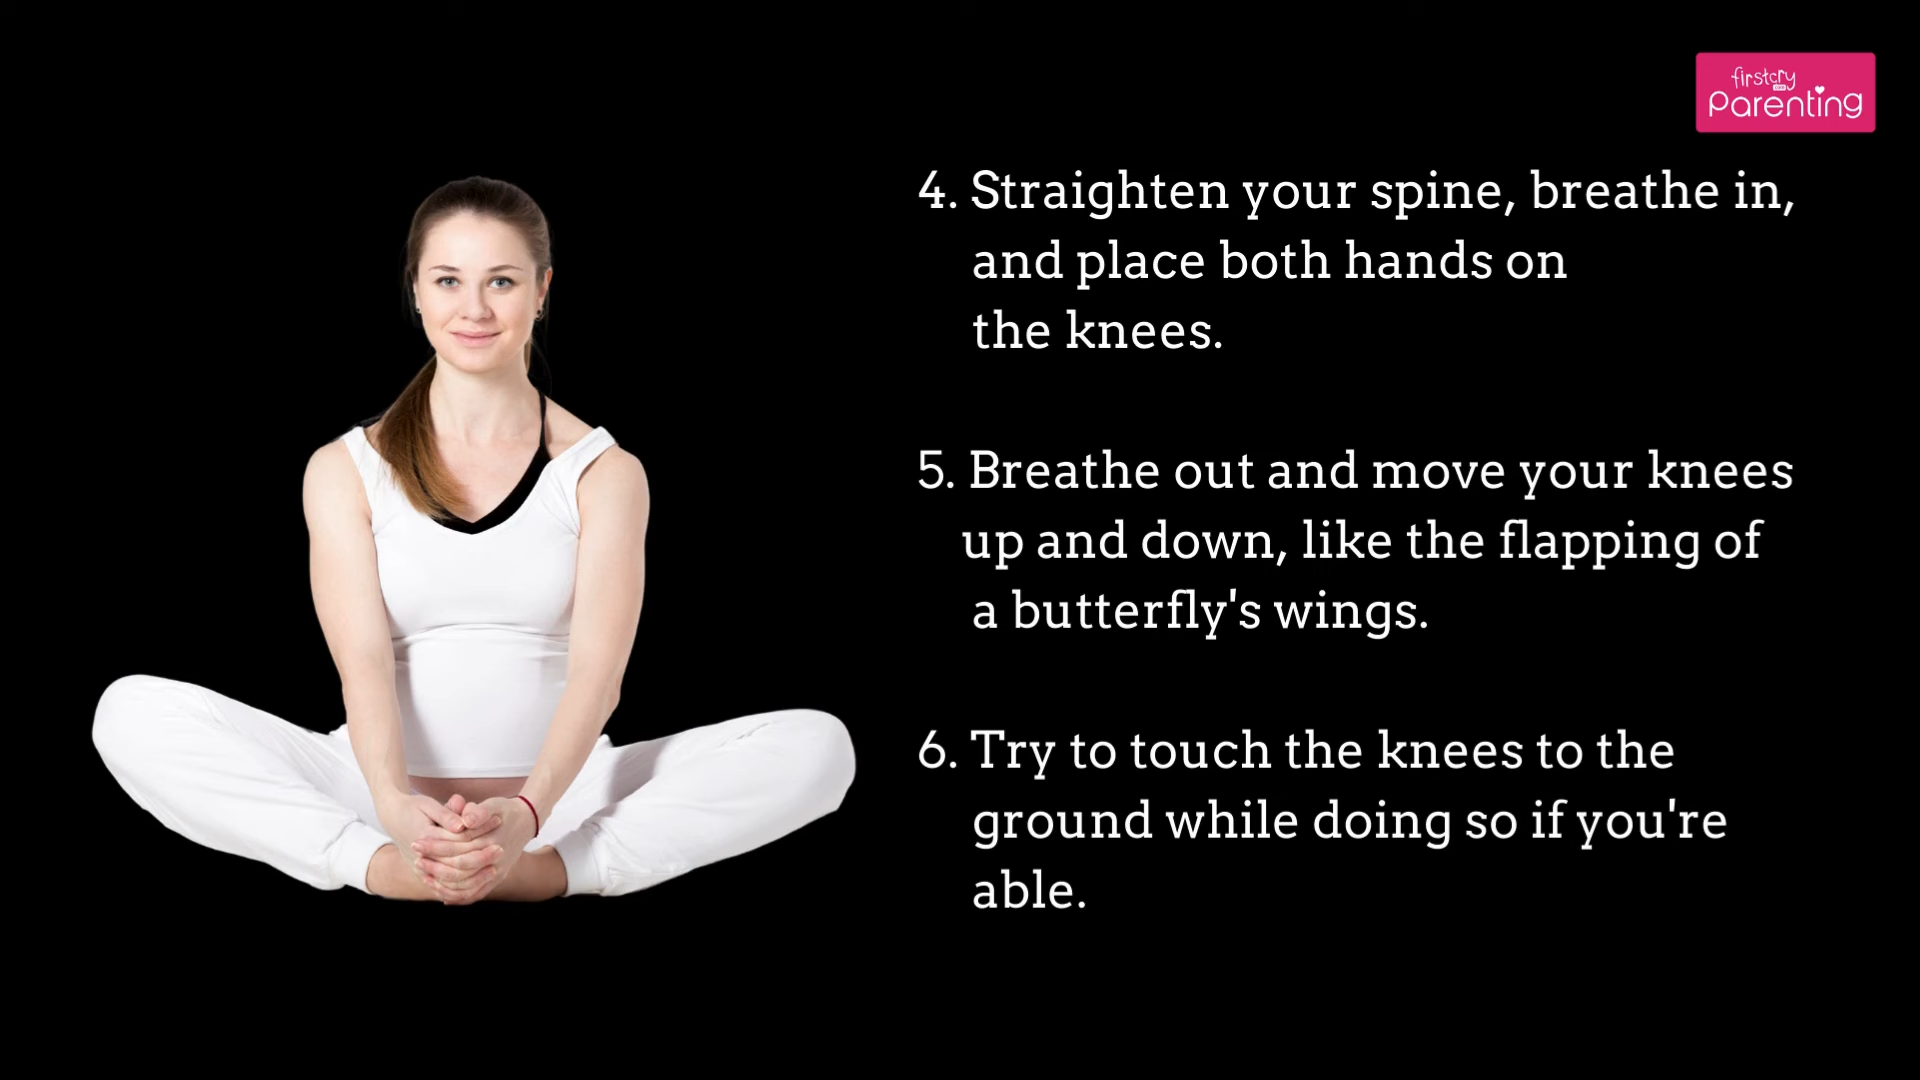 firstcry
.com
Parenting
4. Straighten your spine, breathe in,
and place both hands on
the knees.
5. Breathe out and move your knees
up and down, like the flapping of
a butterfly's wings.
6. Try to touch the knees to the
ground while doing so if you're
able.